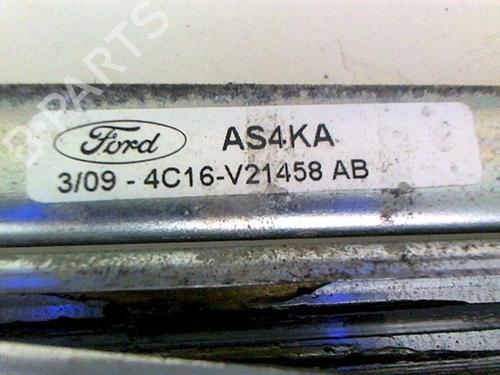 B-PARTS
Ford AS4KA
3/09 - 4C16-V21458 AB